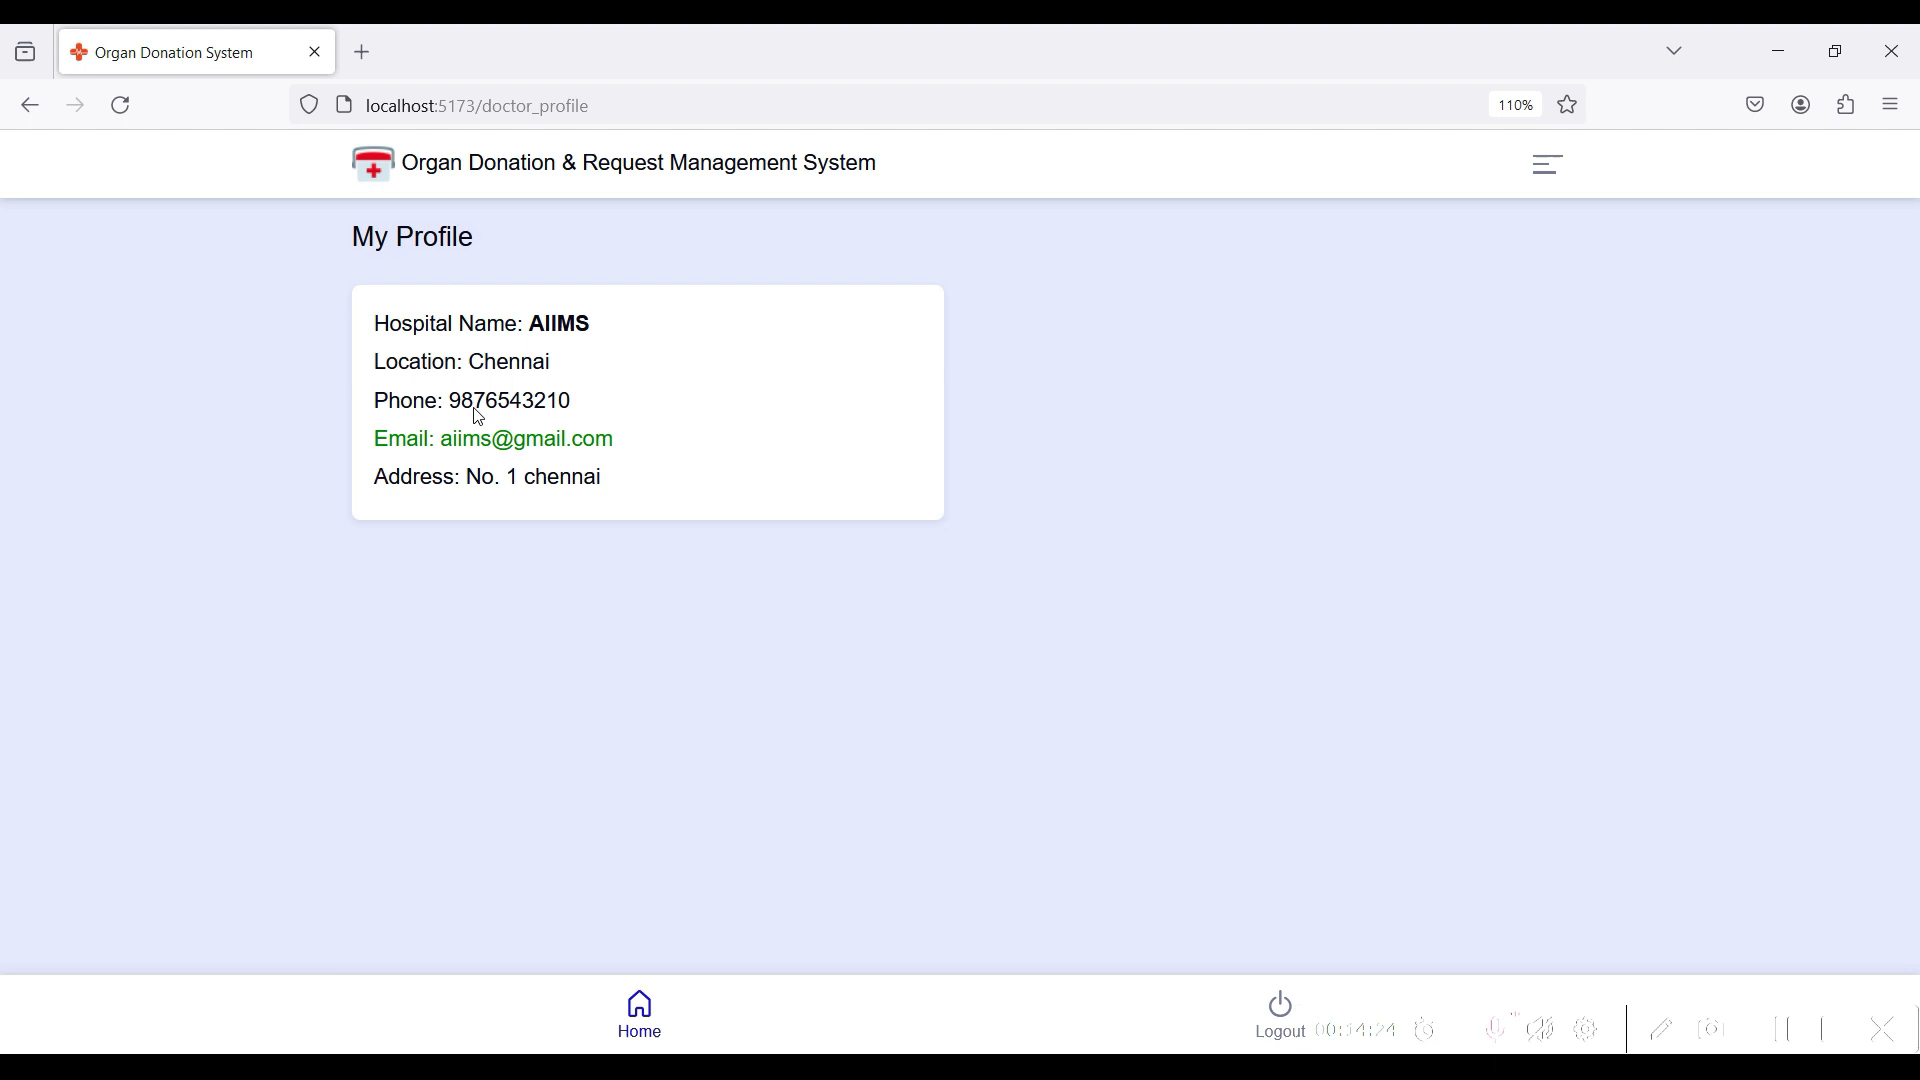 Organ Donation System
localhost:5173/doctor_profile
110%
Organ Donation & Request Management System
My Profile
Hospital Name: AIIMS
Location: Chennai
Phone: 9876543210
Email: aiims@gmail.com
Address: No. 1 chennai
Home
Logout
00:14:24